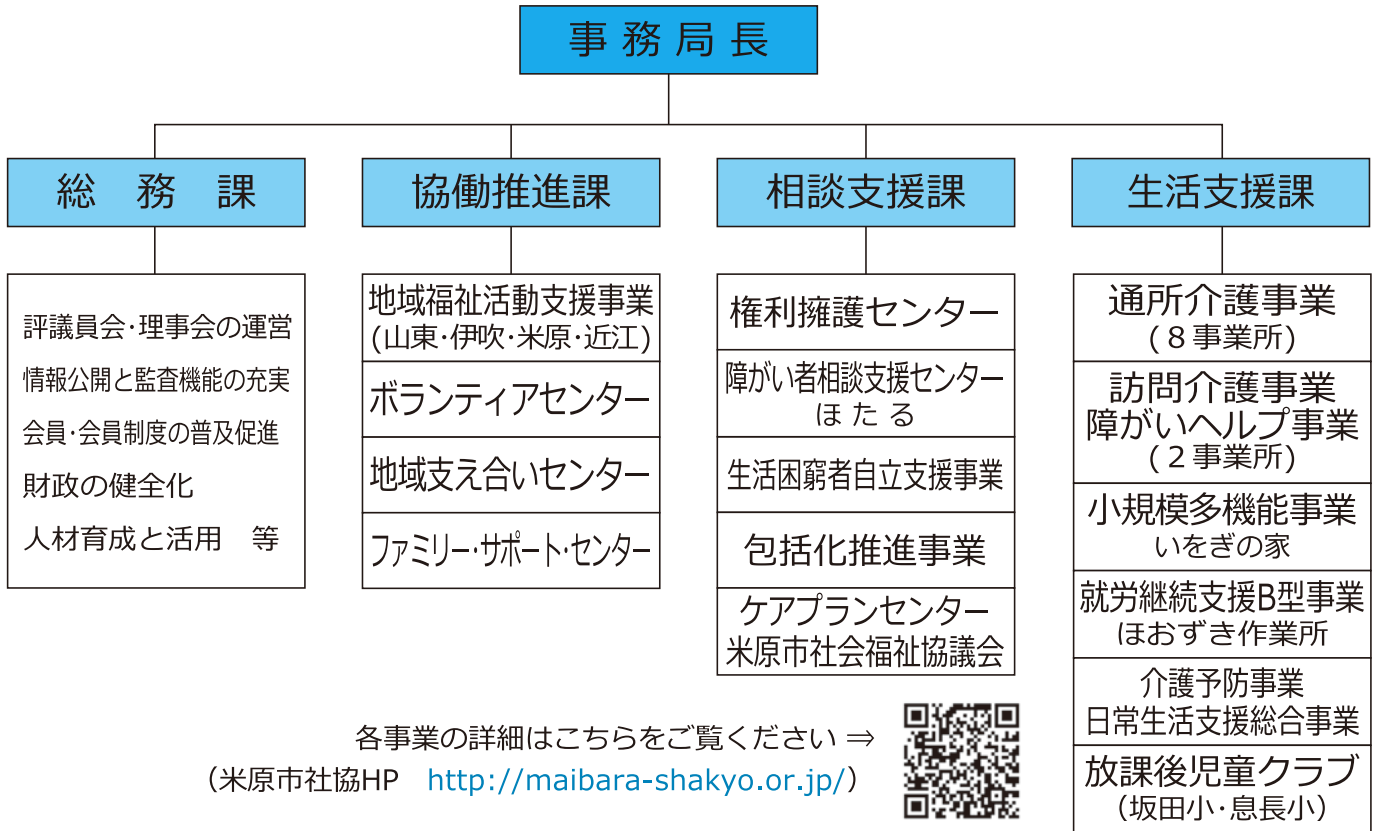 事務局長
総務課
評議員会・理事会の運営
情報公開と監査機能の充実
会員・会員制度の普及促進
財政の健全化
人材育成と活用　等
協働推進課
地域福祉活動支援事業
(山東・伊吹・米原・近江)
ボランティアセンター
地域支え合いセンター
ファミリー・サポート・センター
相談支援課
権利擁護センター
障がい者相談支援センター
ほたる
生活困窮者自立支援事業
包括化推進事業
ケアプランセンター
米原市社会福祉協議会
生活支援課
通所介護事業
(8事業所)
訪問介護事業
障がいヘルプ事業
(2事業所)
小規模多機能事業
いをぎの家
就労継続支援B型事業
ほおずき作業所
介護予防事業
日常生活支援総合事業
放課後児童クラブ
(坂田小・息長小)
各事業の詳細はこちらをご覧ください ⇒
(米原市社協HP　http://maibara-shakyo.or.jp/)